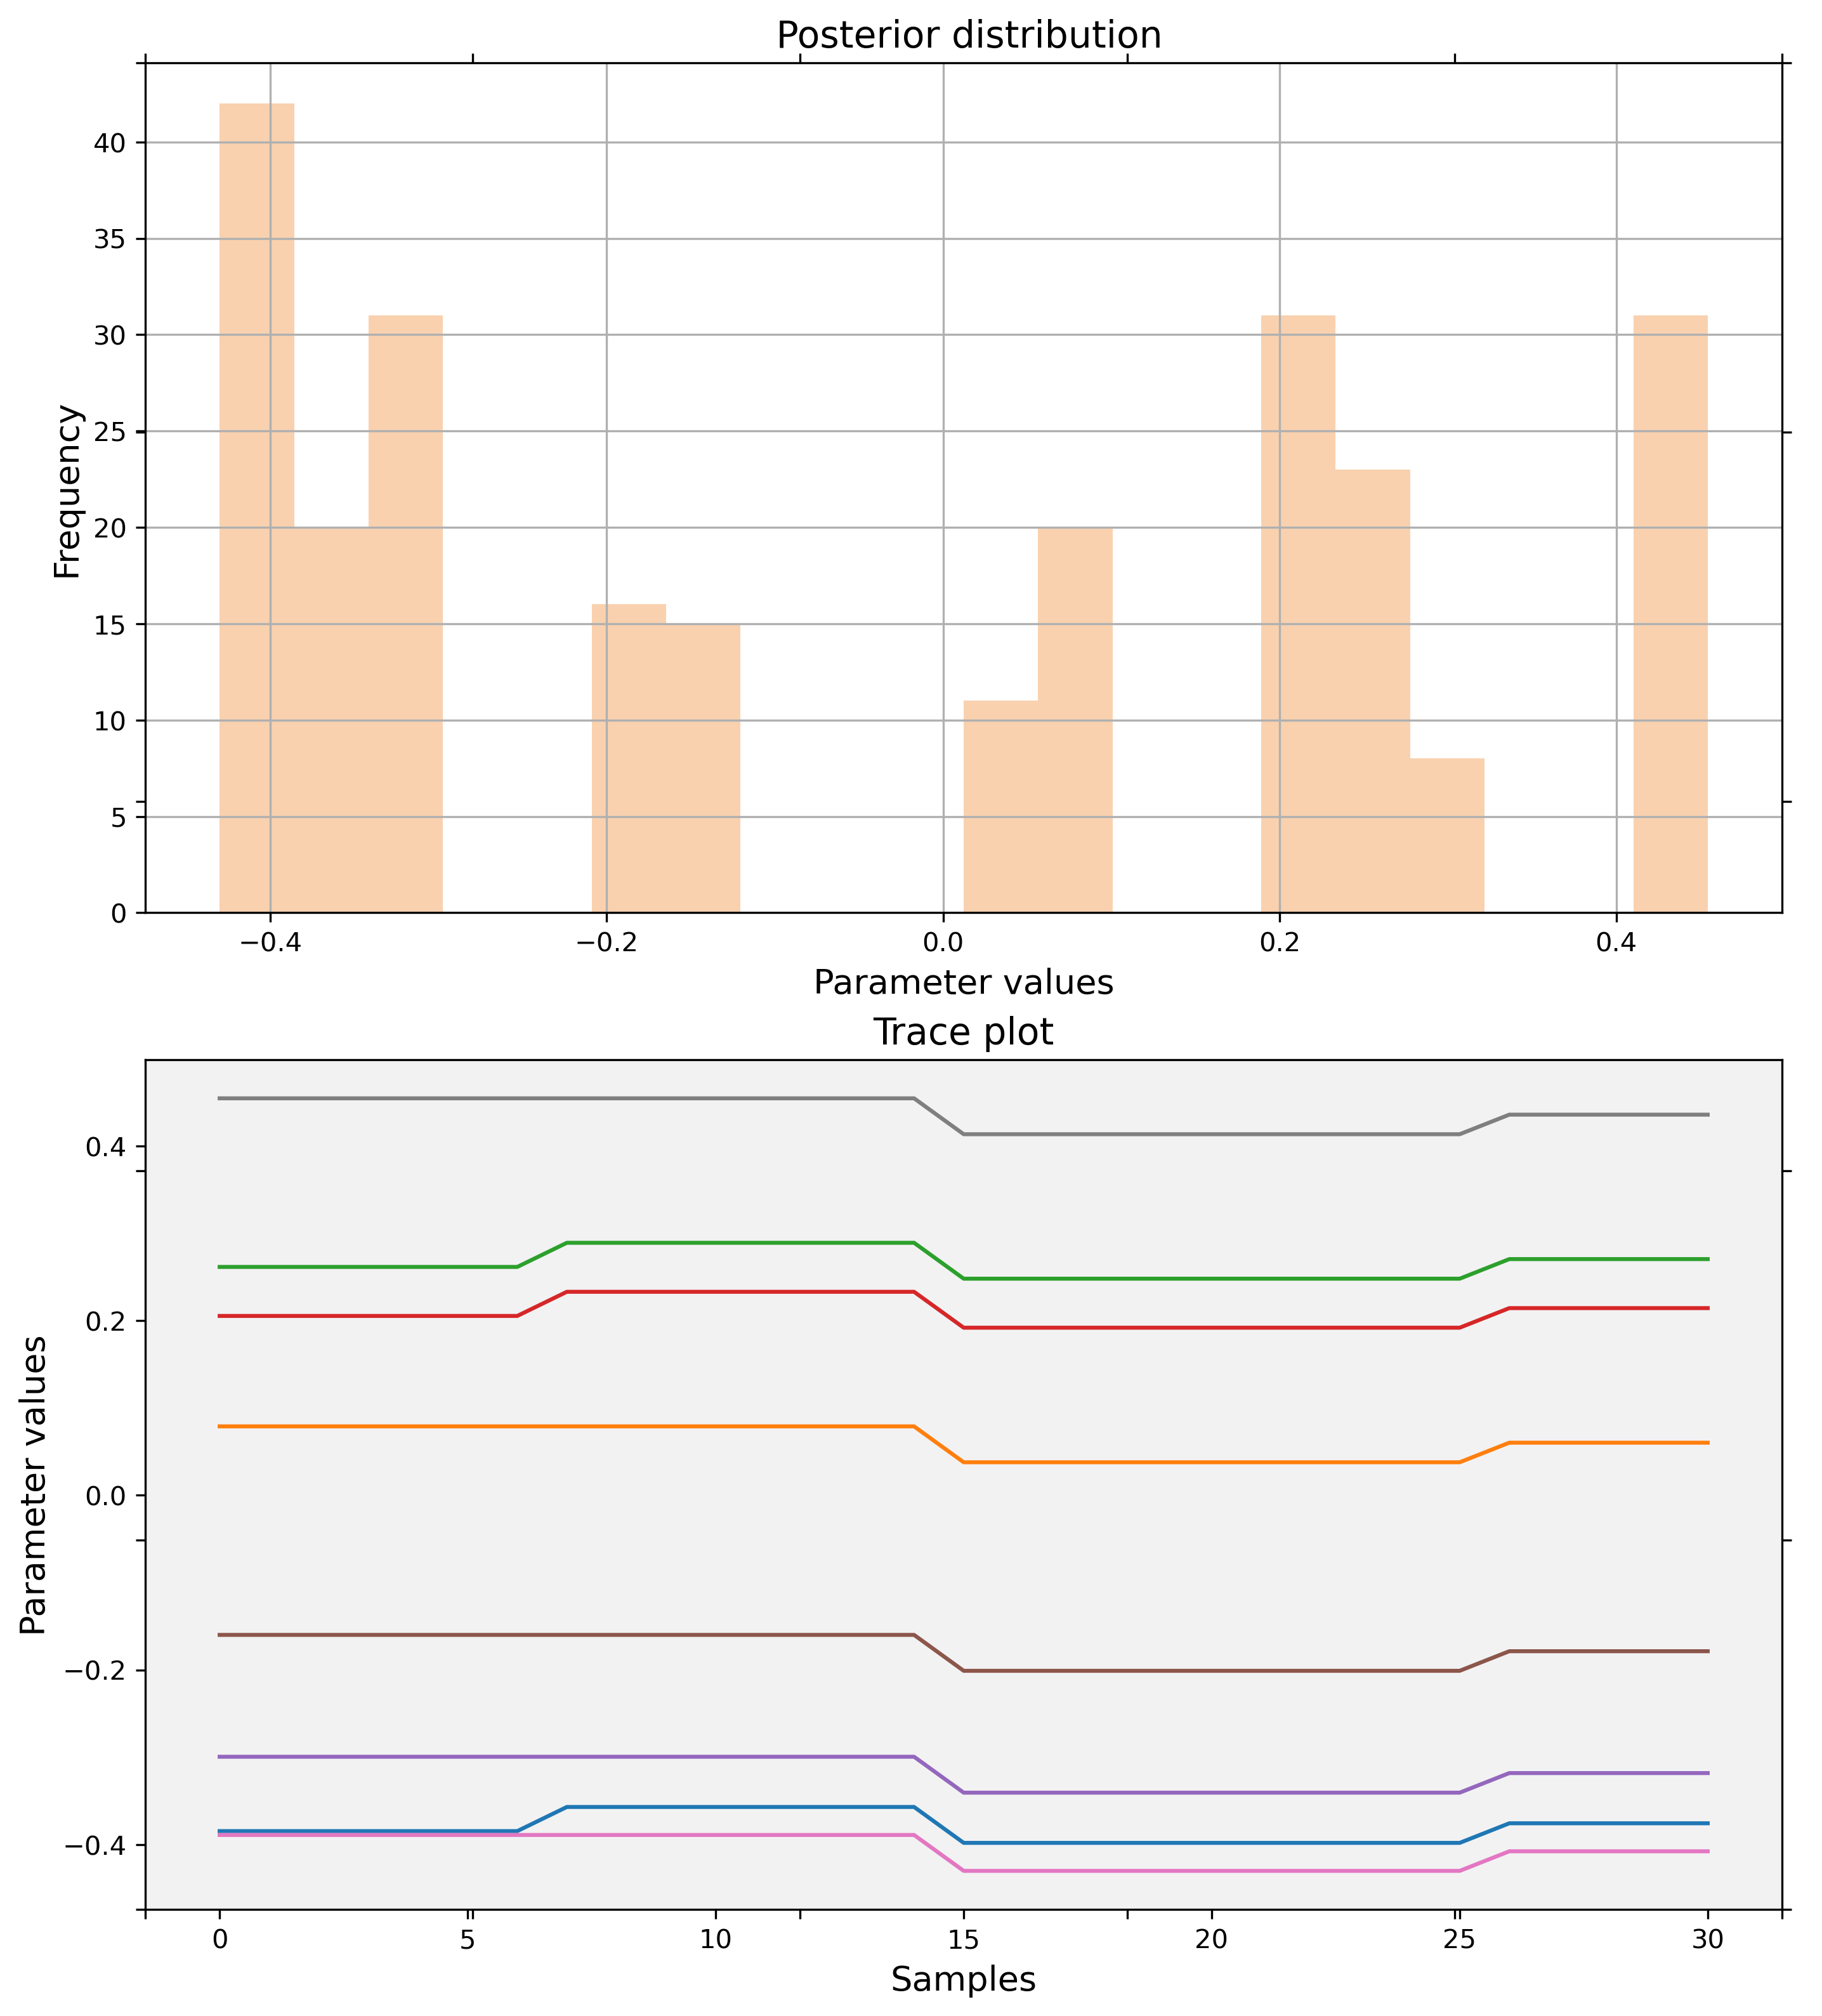 Posterior distribution
40
35
30
25
20
15
10
5
0
Frequency
−0.4 −0.2 0.0 0.2 0.4
Parameter values
Trace plot
0.4
0.2
0.0
−0.2
−0.4
Parameter values
0 5 10 15 20 25 30
Samples